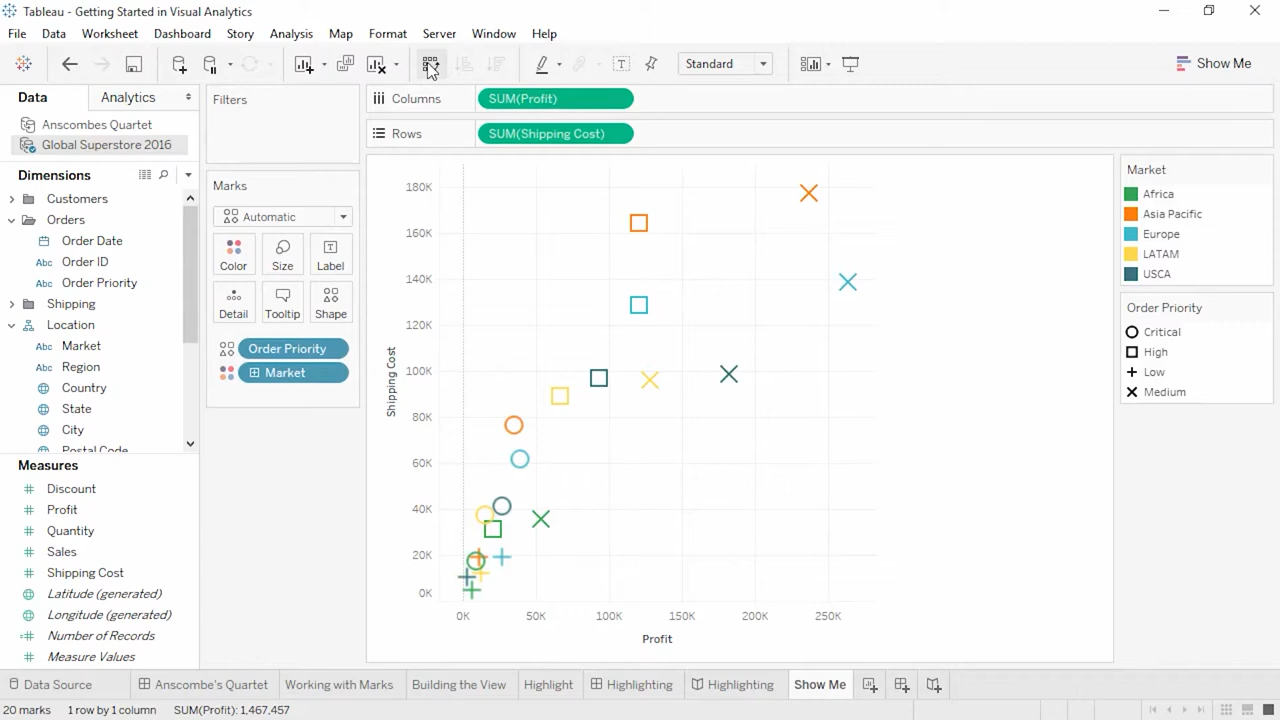 Tableau - Getting Started in Visual Analytics
File Data Worksheet Dashboard Story Analysis Map Format Server Window Help
Standard
Show Me
Data
Analytics
Anscombes Quartet
Global Superstore 2016
Dimensions
Customers
Orders
Order Date
Abc Order ID
Abc Order Priority
Shipping
Location
Abc Market
Abc Region
Country
State
City
Postal Code
Measures
Discount
Profit
Quantity
Sales
Shipping Cost
Latitude (generated)
Longitude (generated)
Number of Records
Measure Values
Filters
Marks
Automatic
Color Size Label
Detail Tooltip Shape
Order Priority
Market
Columns SUM(Profit)
Rows SUM(Shipping Cost)
180K
160K
140K
120K
100K
80K
60K
40K
20K
0K
Shipping Cost
0K 50K 100K 150K 200K 250K
Profit
Market
Africa
Asia Pacific
Europe
LATAM
USCA
Order Priority
Critical
High
Low
Medium
Data Source Anscombe's Quartet Working with Marks Building the View Highlight Highlighting Highlighting Show Me
20 marks 1 row by 1 column SUM(Profit): 1,467,457